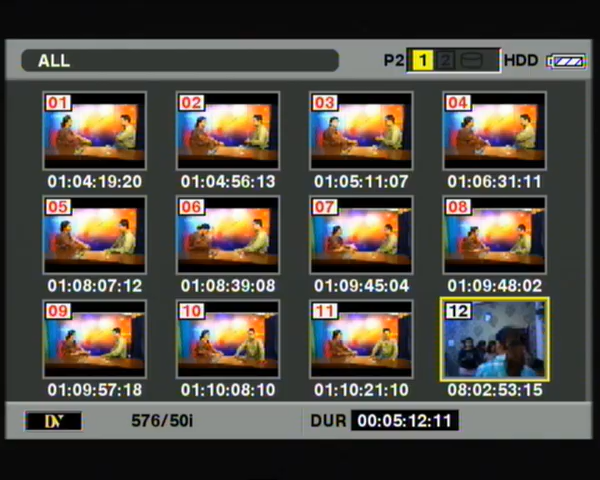 ALL P2 1 2 HDD
01 02 03 04
01:04:19:20 01:04:56:13 01:05:11:07 01:06:31:11
05 06 07 08
01:08:07:12 01:08:39:08 01:09:45:04 01:09:48:02
09 10 11 12
01:09:57:18 01:10:08:10 01:10:21:10 08:02:53:15
DV 576/50i DUR 00:05:12:11